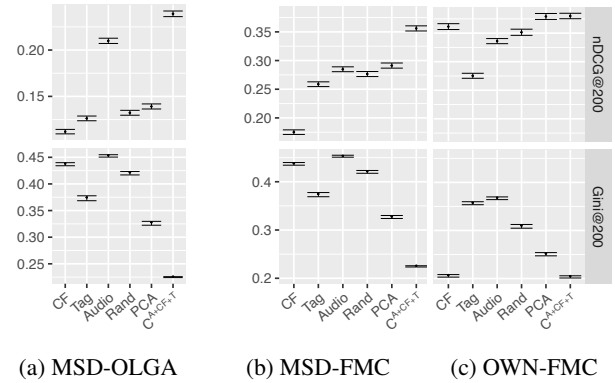 0.20
0.15
0.35
0.30
0.25
0.20
nDCG@200
0.45
0.40
0.35
0.30
0.25
0.4
0.3
0.2
Gini@200
CF Tag Audio Rand PCA C^A+CF+T
CF Tag Audio Rand PCA C^A+CF+T
CF Tag Audio Rand PCA C^A+CF+T
(a) MSD-OLGA (b) MSD-FMC (c) OWN-FMC